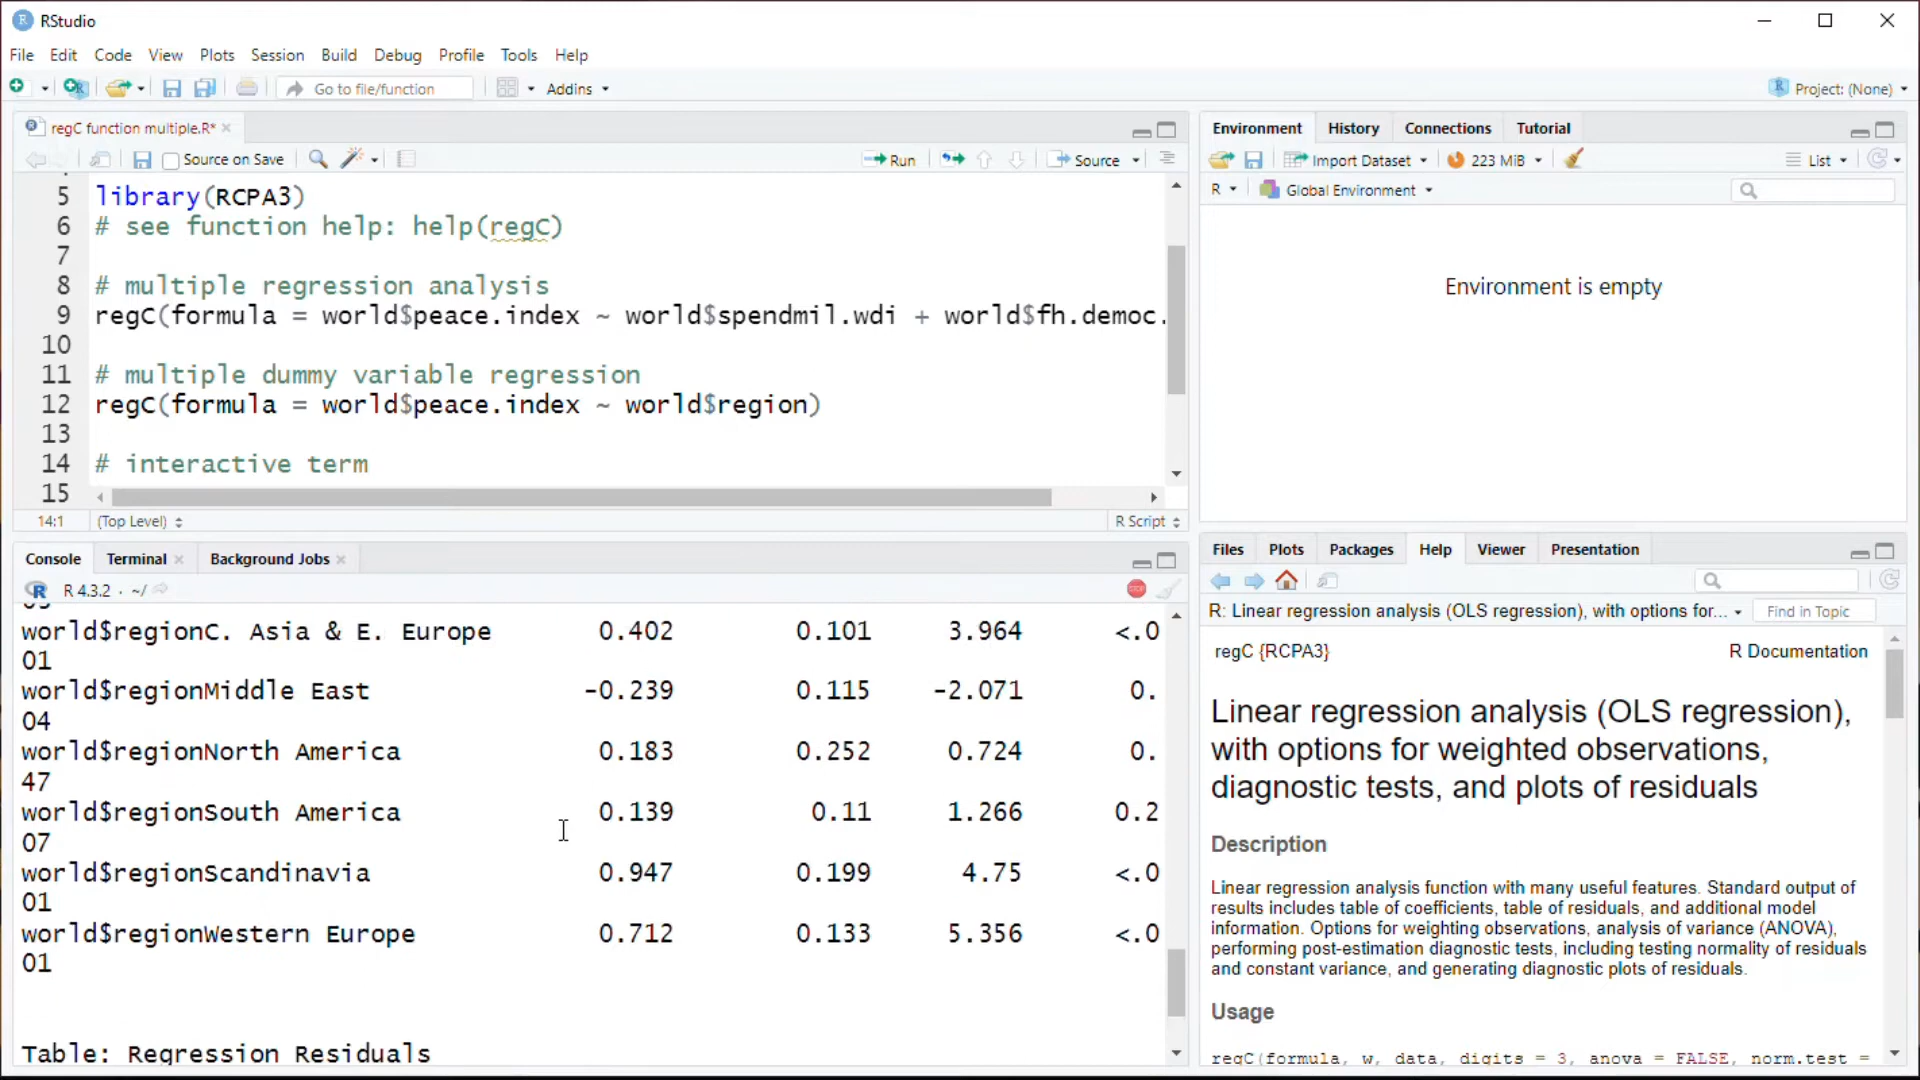 RStudio
File Edit Code View Plots Session Build Debug Profile Tools Help
Go to file/function Addins Project: (None)
regC function multiple.R*
Source on Save Run Source
5 library(RCPA3)
6 # see function help: help(regC)
7
8 # multiple regression analysis
9 regC(formula = world$peace.index ~ world$spendmil.wdi + world$fh.democ.
10
11 # multiple dummy variable regression
12 regC(formula = world$peace.index ~ world$region)
13
14 # interactive term
15
14:1 (Top Level) R Script
Console Terminal Background Jobs
R 4.3.2 · ~/
world$regionC. Asia & E. Europe 0.402 0.101 3.964 <.0
01
world$regionMiddle East -0.239 0.115 -2.071 0.
04
world$regionNorth America 0.183 0.252 0.724 0.
47
world$regionSouth America 0.139 0.11 1.266 0.2
07
world$regionScandinavia 0.947 0.199 4.75 <.0
01
world$regionWestern Europe 0.712 0.133 5.356 <.0
01
Table: Regression Residuals
Environment History Connections Tutorial
Import Dataset 223 MiB List
R Global Environment
Environment is empty
Files Plots Packages Help Viewer Presentation
R: Linear regression analysis (OLS regression), with options for... Find in Topic
regC {RCPA3} R Documentation
Linear regression analysis (OLS regression),
with options for weighted observations,
diagnostic tests, and plots of residuals
Description
Linear regression analysis function with many useful features. Standard output of
results includes table of coefficients, table of residuals, and additional model
information. Options for weighting observations, analysis of variance (ANOVA),
performing post-estimation diagnostic tests, including testing normality of residuals
and constant variance, and generating diagnostic plots of residuals.
Usage
regC(formula, w, data, digits = 3, anova = FALSE, norm.test =